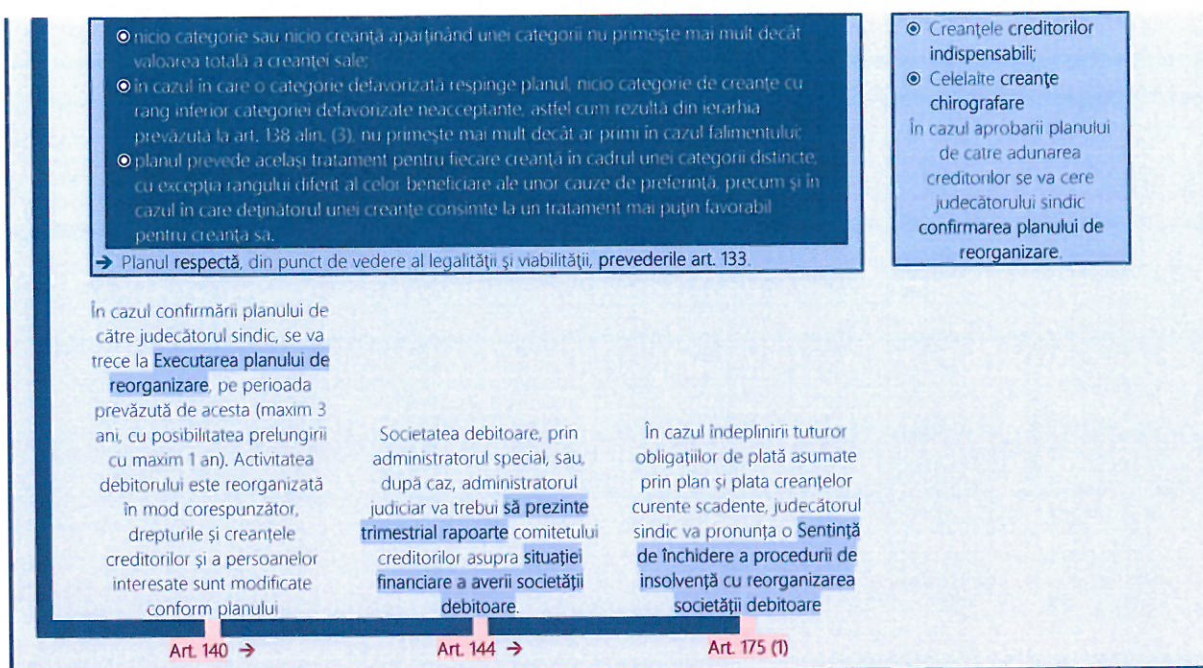 nicio categorie sau nicio creanță aparținând unei categorii nu primește mai mult decât
valoarea totală a creanței sale;
în cazul în care o categorie defavorizată respinge planul, nicio categorie de creanțe cu
rang inferior categoriei defavorizate neacceptante, astfel cum rezultă din ierarhia
prevăzută la art. 138 alin. (3), nu primește mai mult decât ar primi în cazul falimentului;
planul prevede același tratament pentru fiecare creanță în cadrul unei categorii distincte,
cu excepția rangului diferit al celor beneficiare ale unor cauze de preferință, precum și în
cazul în care deținătorul unei creanțe consimte la un tratament mai puțin favorabil
pentru creanța sa.
→ Planul respectă, din punct de vedere al legalității și viabilității, prevederile art. 133.
Creanțele creditorilor
indispensabili;
Celelalte creanțe
chirografare
În cazul aprobarii planului
de catre adunarea
creditorilor se va cere
judecătorului sindic
confirmarea planului de
reorganizare.
În cazul confirmării planului de
către judecătorul sindic, se va
trece la Executarea planului de
reorganizare, pe perioada
prevăzută de acesta (maxim 3
ani, cu posibilitatea prelungirii
cu maxim 1 an). Activitatea
debitorului este reorganizată
în mod corespunzător,
drepturile și creanțele
creditorilor și a persoanelor
interesate sunt modificate
conform planului
Art. 140 →
Societatea debitoare, prin
administratorul special, sau,
după caz, administratorul
judiciar va trebui să prezinte
trimestrial rapoarte comitetului
creditorilor asupra situației
financiare a averii societății
debitoare.
Art. 144 →
În cazul îndeplinirii tuturor
obligațiilor de plată asumate
prin plan și plata creanțelor
curente scadente, judecătorul
sindic va pronunța o Sentință
de închidere a procedurii de
insolvență cu reorganizarea
societății debitoare
Art. 175 (1)